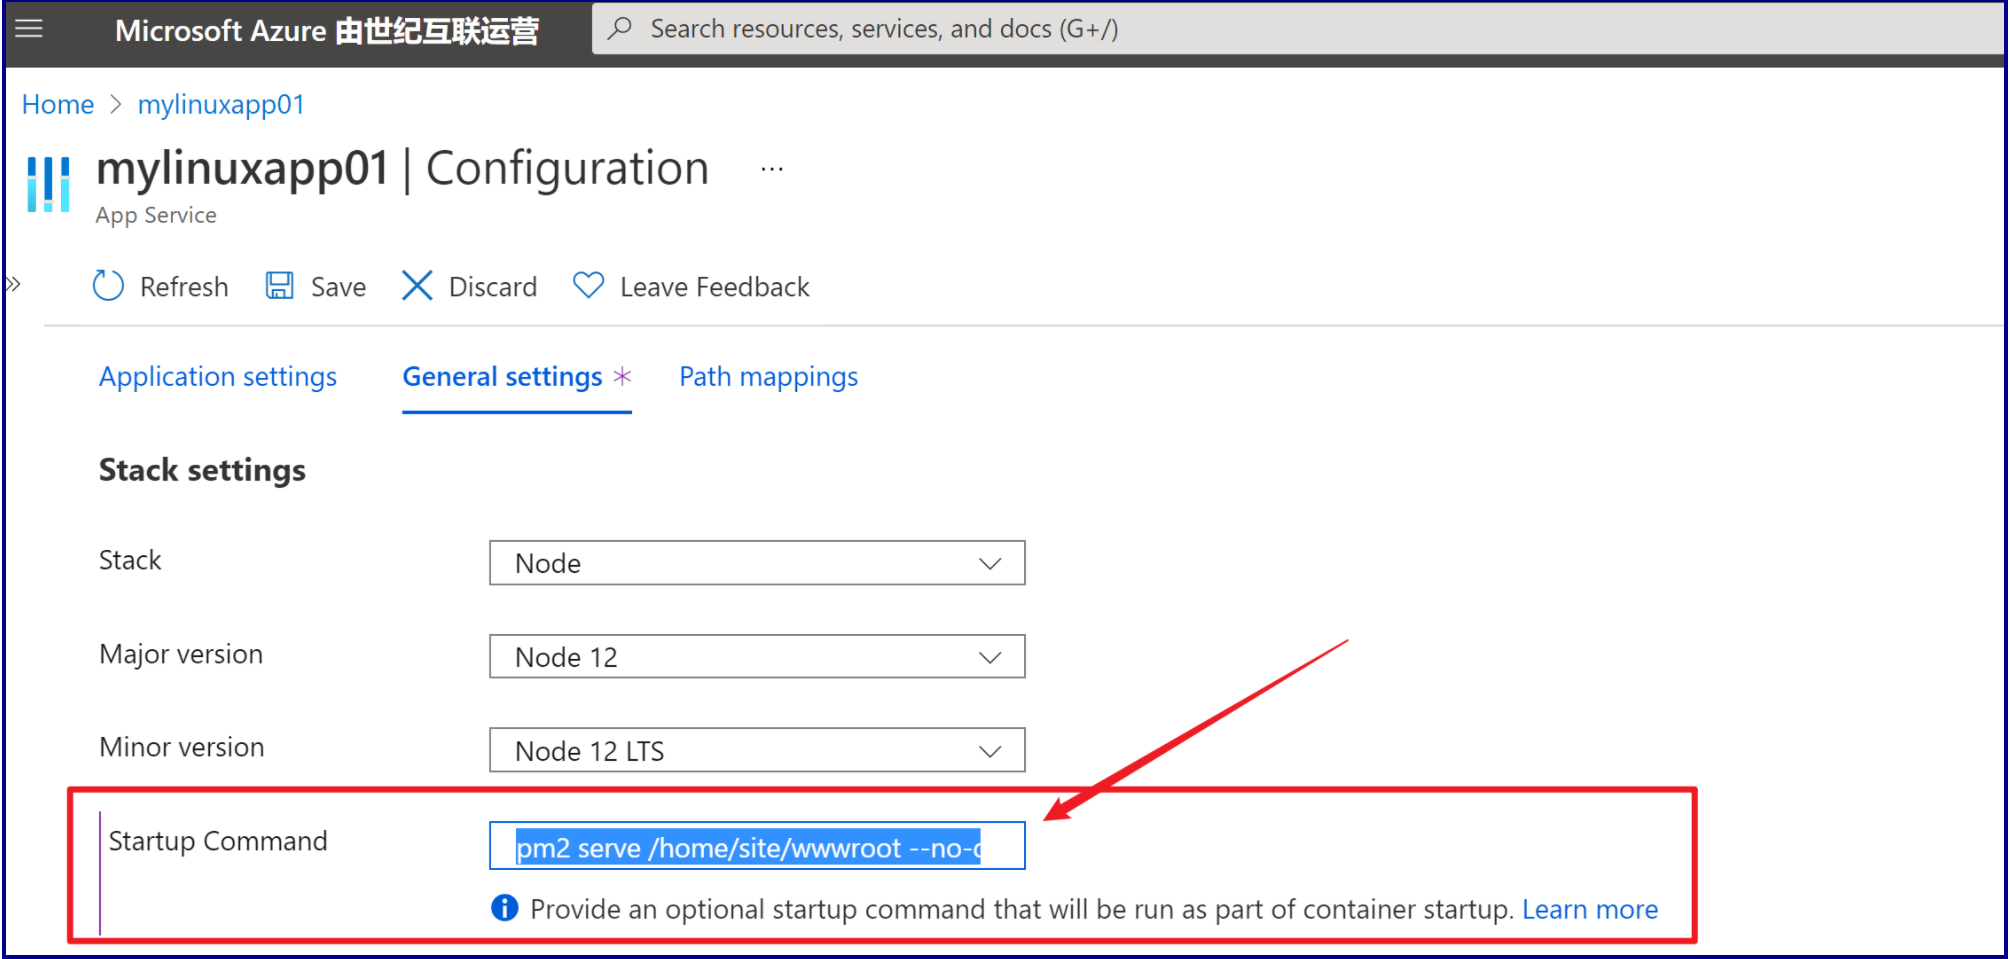 Microsoft Azure 由世纪互联运营
Search resources, services, and docs (G+/)
Home > mylinuxapp01
mylinuxapp01 | Configuration ...
App Service
» Refresh Save Discard Leave Feedback
Application settings General settings * Path mappings
Stack settings
Stack Node
Major version Node 12
Minor version Node 12 LTS
Startup Command pm2 serve /home/site/wwwroot --no-
Provide an optional startup command that will be run as part of container startup. Learn more